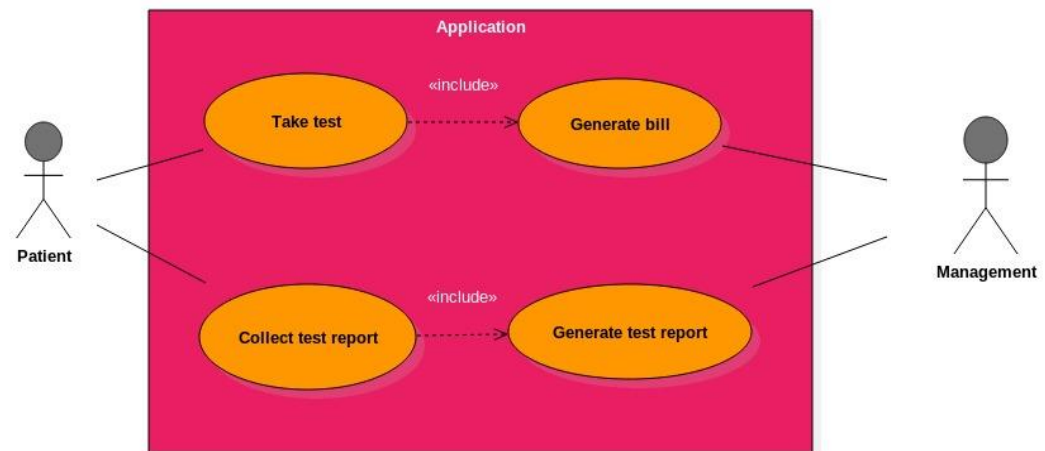 Application
«include»
Take test
Generate bill
Patient
Management
«include»
Collect test report
Generate test report